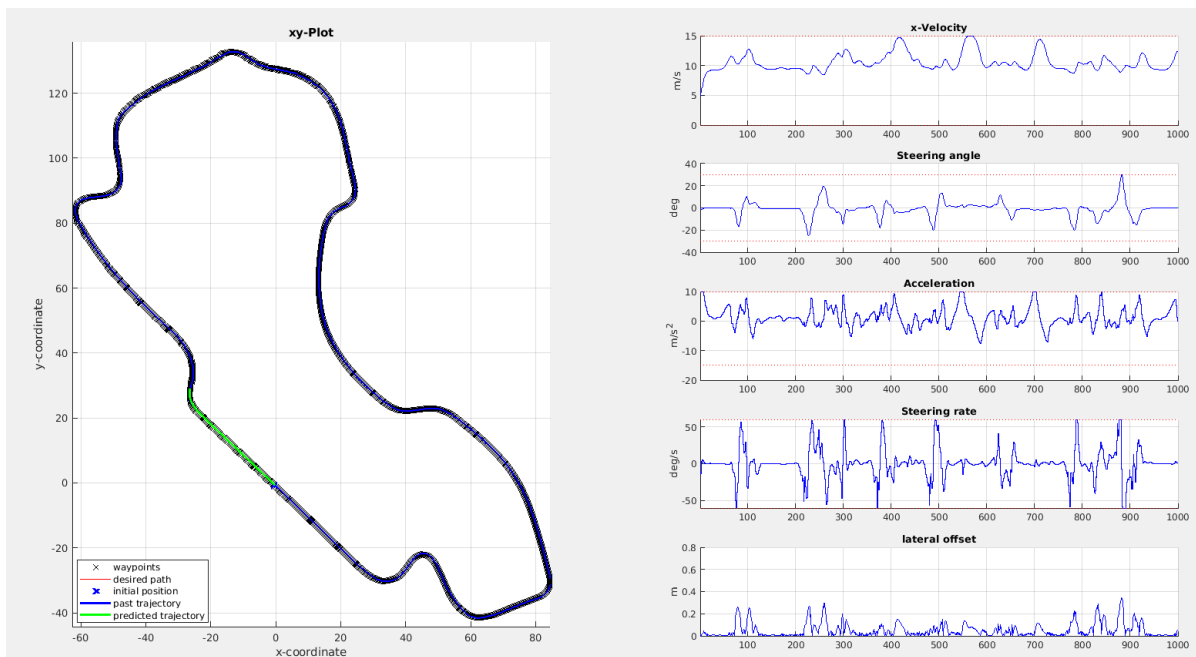 xy-Plot
y-coordinate
120
100
80
60
40
20
0
-20
-40
waypoints
desired path
initial position
past trajectory
predicted trajectory
-60 -40 -20 0 20 40 60 80
x-coordinate
x-Velocity
m/s
15
10
5
0
100 200 300 400 500 600 700 800 900 1000
Steering angle
deg
40
20
0
-20
-40
100 200 300 400 500 600 700 800 900 1000
Acceleration
m/s²
10
0
-10
-20
100 200 300 400 500 600 700 800 900 1000
Steering rate
deg/s
50
0
-50
100 200 300 400 500 600 700 800 900 1000
lateral offset
m
0.8
0.6
0.4
0.2
0
100 200 300 400 500 600 700 800 900 1000